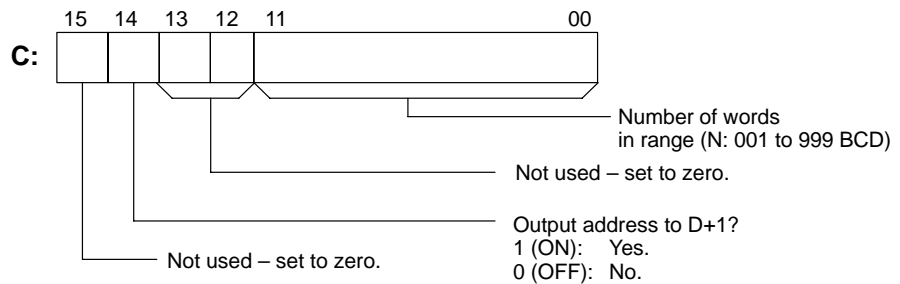 15 14 13 12 11 00
C:
Number of words
in range (N: 001 to 999 BCD)
Not used – set to zero.
Output address to D+1?
1 (ON): Yes.
0 (OFF): No.
Not used – set to zero.